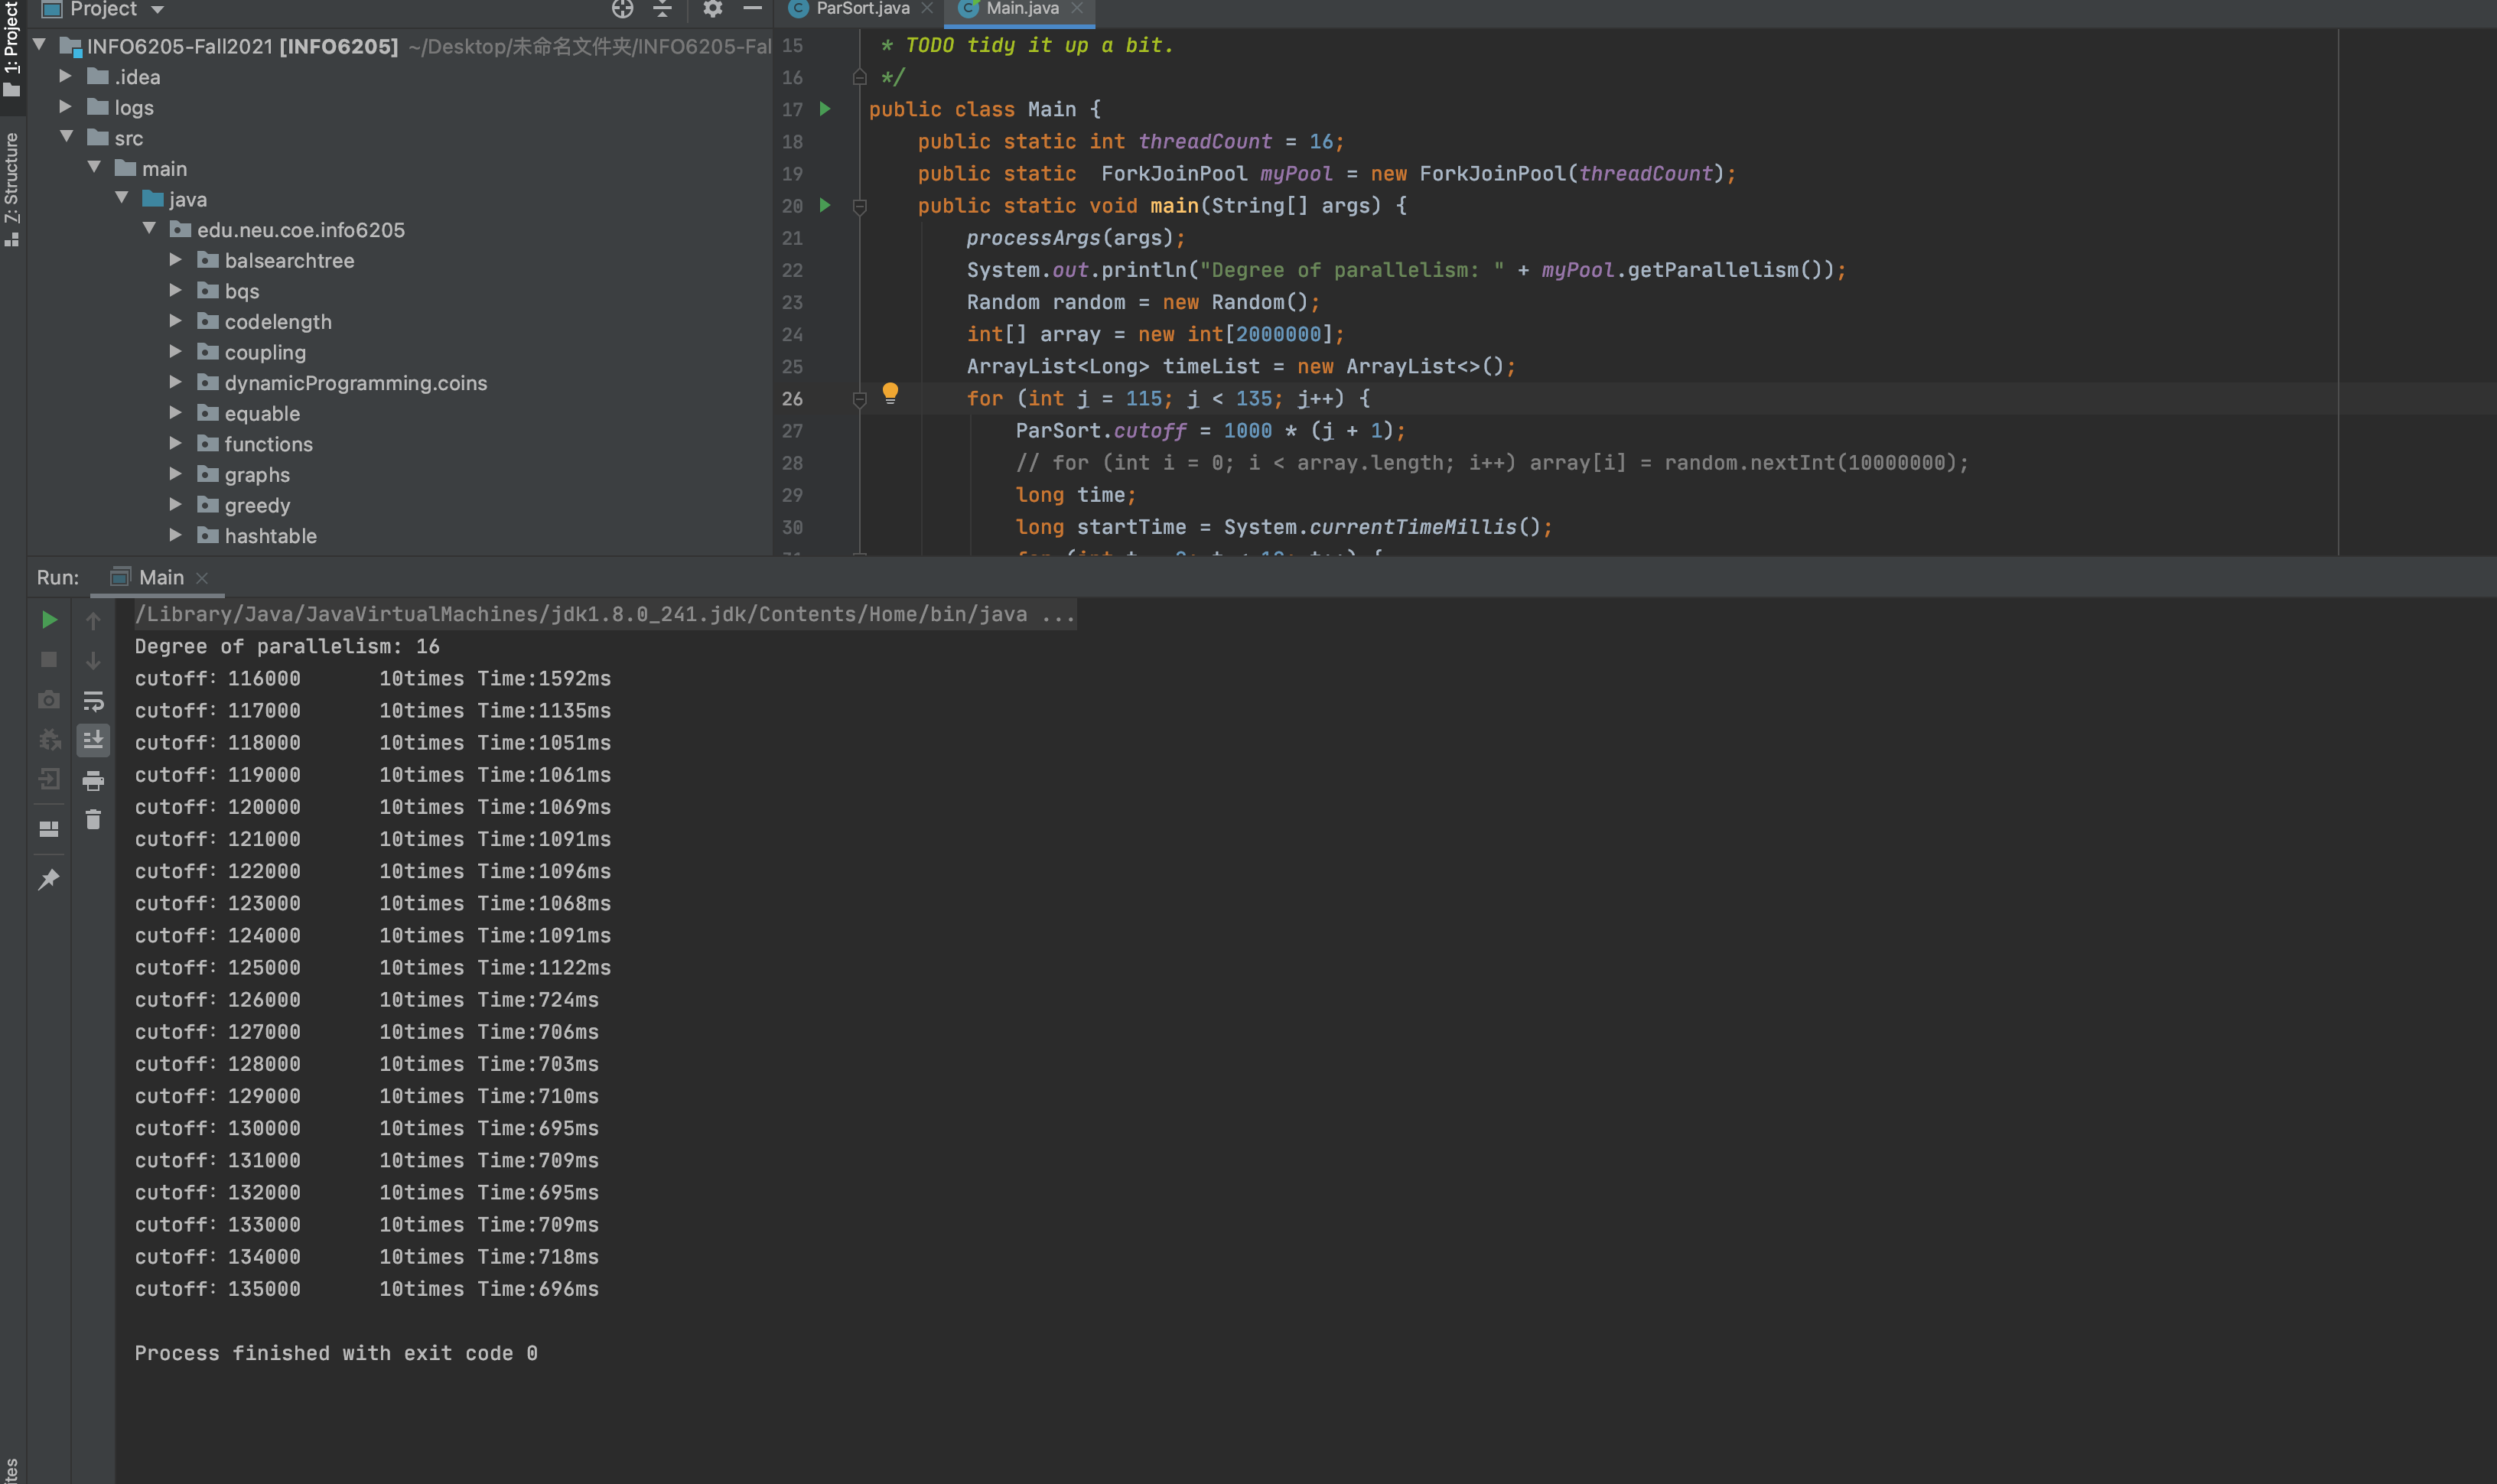 Project
ParSort.java
Main.java
1: Project
Z: Structure
INFO6205-Fall2021 [INFO6205] ~/Desktop/未命名文件夹/INFO6205-Fal
.idea
logs
src
main
java
edu.neu.coe.info6205
balsearchtree
bqs
codelength
coupling
dynamicProgramming.coins
equable
functions
graphs
greedy
hashtable
15 * TODO tidy it up a bit.
16 */
17 public class Main {
18 public static int threadCount = 16;
19 public static  ForkJoinPool myPool = new ForkJoinPool(threadCount);
20 public static void main(String[] args) {
21 processArgs(args);
22 System.out.println("Degree of parallelism: " + myPool.getParallelism());
23 Random random = new Random();
24 int[] array = new int[2000000];
25 ArrayList<Long> timeList = new ArrayList<>();
26 for (int j = 115; j < 135; j++) {
27 ParSort.cutoff = 1000 * (j + 1);
28 // for (int i = 0; i < array.length; i++) array[i] = random.nextInt(10000000);
29 long time;
30 long startTime = System.currentTimeMillis();
Run: Main
/Library/Java/JavaVirtualMachines/jdk1.8.0_241.jdk/Contents/Home/bin/java ...
Degree of parallelism: 16
cutoff：116000 10times Time:1592ms
cutoff：117000 10times Time:1135ms
cutoff：118000 10times Time:1051ms
cutoff：119000 10times Time:1061ms
cutoff：120000 10times Time:1069ms
cutoff：121000 10times Time:1091ms
cutoff：122000 10times Time:1096ms
cutoff：123000 10times Time:1068ms
cutoff：124000 10times Time:1091ms
cutoff：125000 10times Time:1122ms
cutoff：126000 10times Time:724ms
cutoff：127000 10times Time:706ms
cutoff：128000 10times Time:703ms
cutoff：129000 10times Time:710ms
cutoff：130000 10times Time:695ms
cutoff：131000 10times Time:709ms
cutoff：132000 10times Time:695ms
cutoff：133000 10times Time:709ms
cutoff：134000 10times Time:718ms
cutoff：135000 10times Time:696ms
Process finished with exit code 0